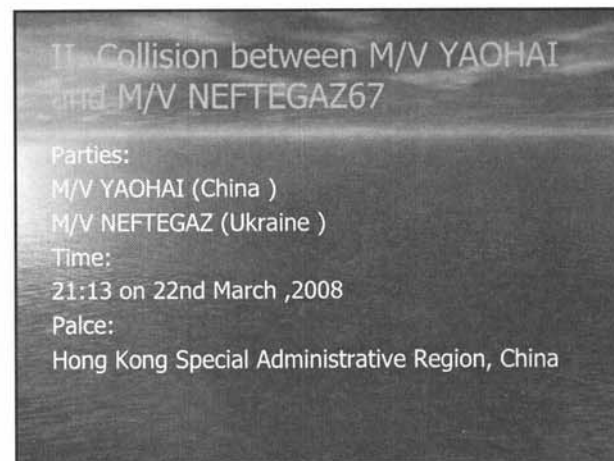 II. Collision between M/V YAOHAI
and M/V NEFTEGAZ67
Parties:
M/V YAOHAI (China )
M/V NEFTEGAZ (Ukraine )
Time:
21:13 on 22nd March ,2008
Palce:
Hong Kong Special Administrative Region, China